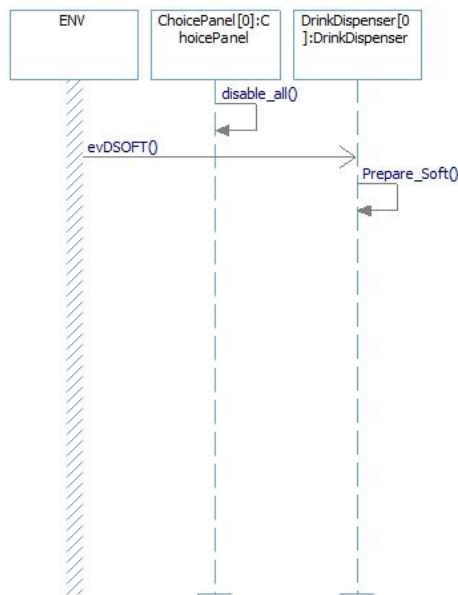 ENV
ChoicePanel[0]:C
hoicePanel
DrinkDispenser[0
]:DrinkDispenser
disable_all()
evDSOFT()
Prepare_Soft()